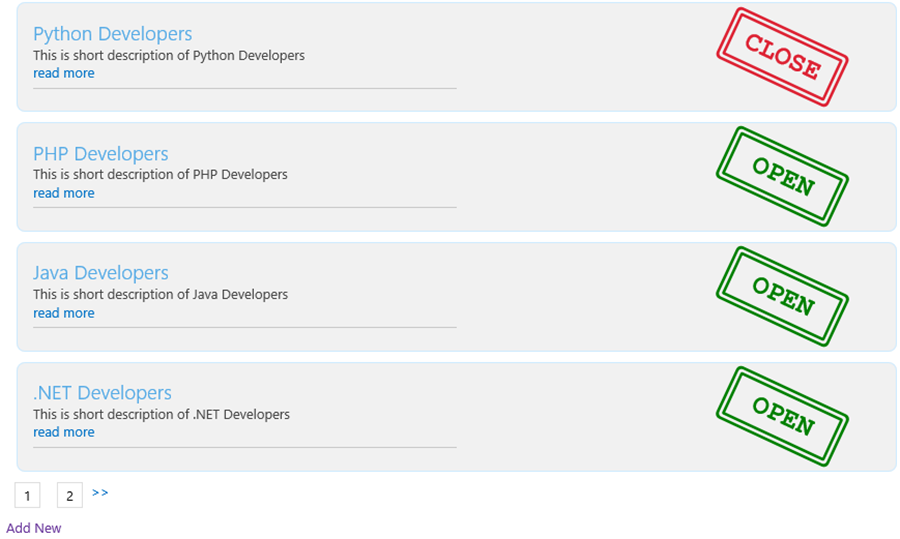 Python Developers
This is short description of Python Developers
read more
CLOSE
PHP Developers
This is short description of PHP Developers
read more
OPEN
Java Developers
This is short description of Java Developers
read more
OPEN
.NET Developers
This is short description of .NET Developers
read more
OPEN
1 2 >>
Add New